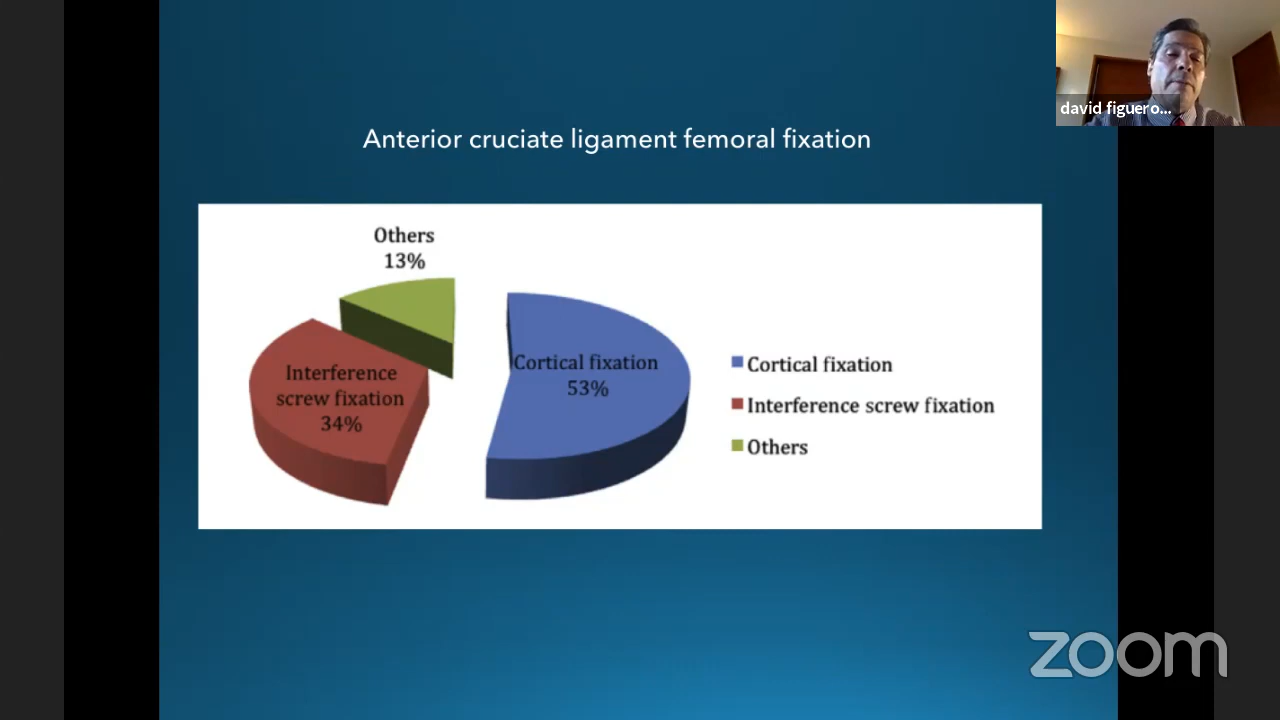 david figuero...
Anterior cruciate ligament femoral fixation
Others
13%
Cortical fixation
53%
Interference
screw fixation
34%
Cortical fixation
Interference screw fixation
Others
zoom